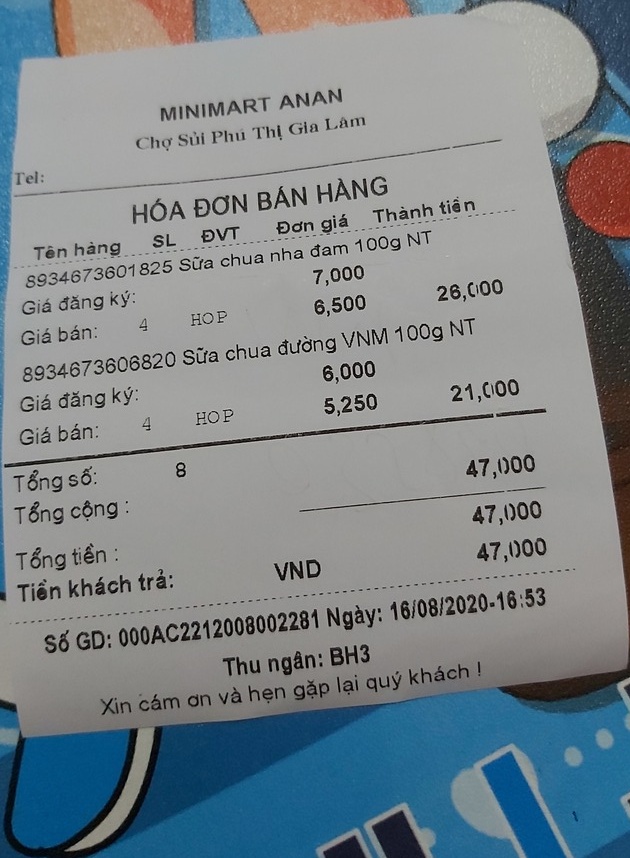 MINIMART ANAN
Chợ Sủi Phú Thị Gia Lâm
Tel:
HÓA ĐƠN BÁN HÀNG
Tên hàng SL ĐVT Đơn giá Thành tiền
8934673601825 Sữa chua nha đam 100g NT
Giá đăng ký: 7,000
Giá bán: 4 HOP 6,500 26,000
8934673606820 Sữa chua đường VNM 100g NT
Giá đăng ký: 6,000
Giá bán: 4 HOP 5,250 21,000
Tổng số: 8
Tổng cộng : 47,000
Tổng tiền : 47,000
Tiền khách trả: VND 47,000
Số GD: 000AC2212008002281 Ngày: 16/08/2020-16:53
Thu ngân: BH3
Xin cám ơn và hẹn gặp lại quý khách !